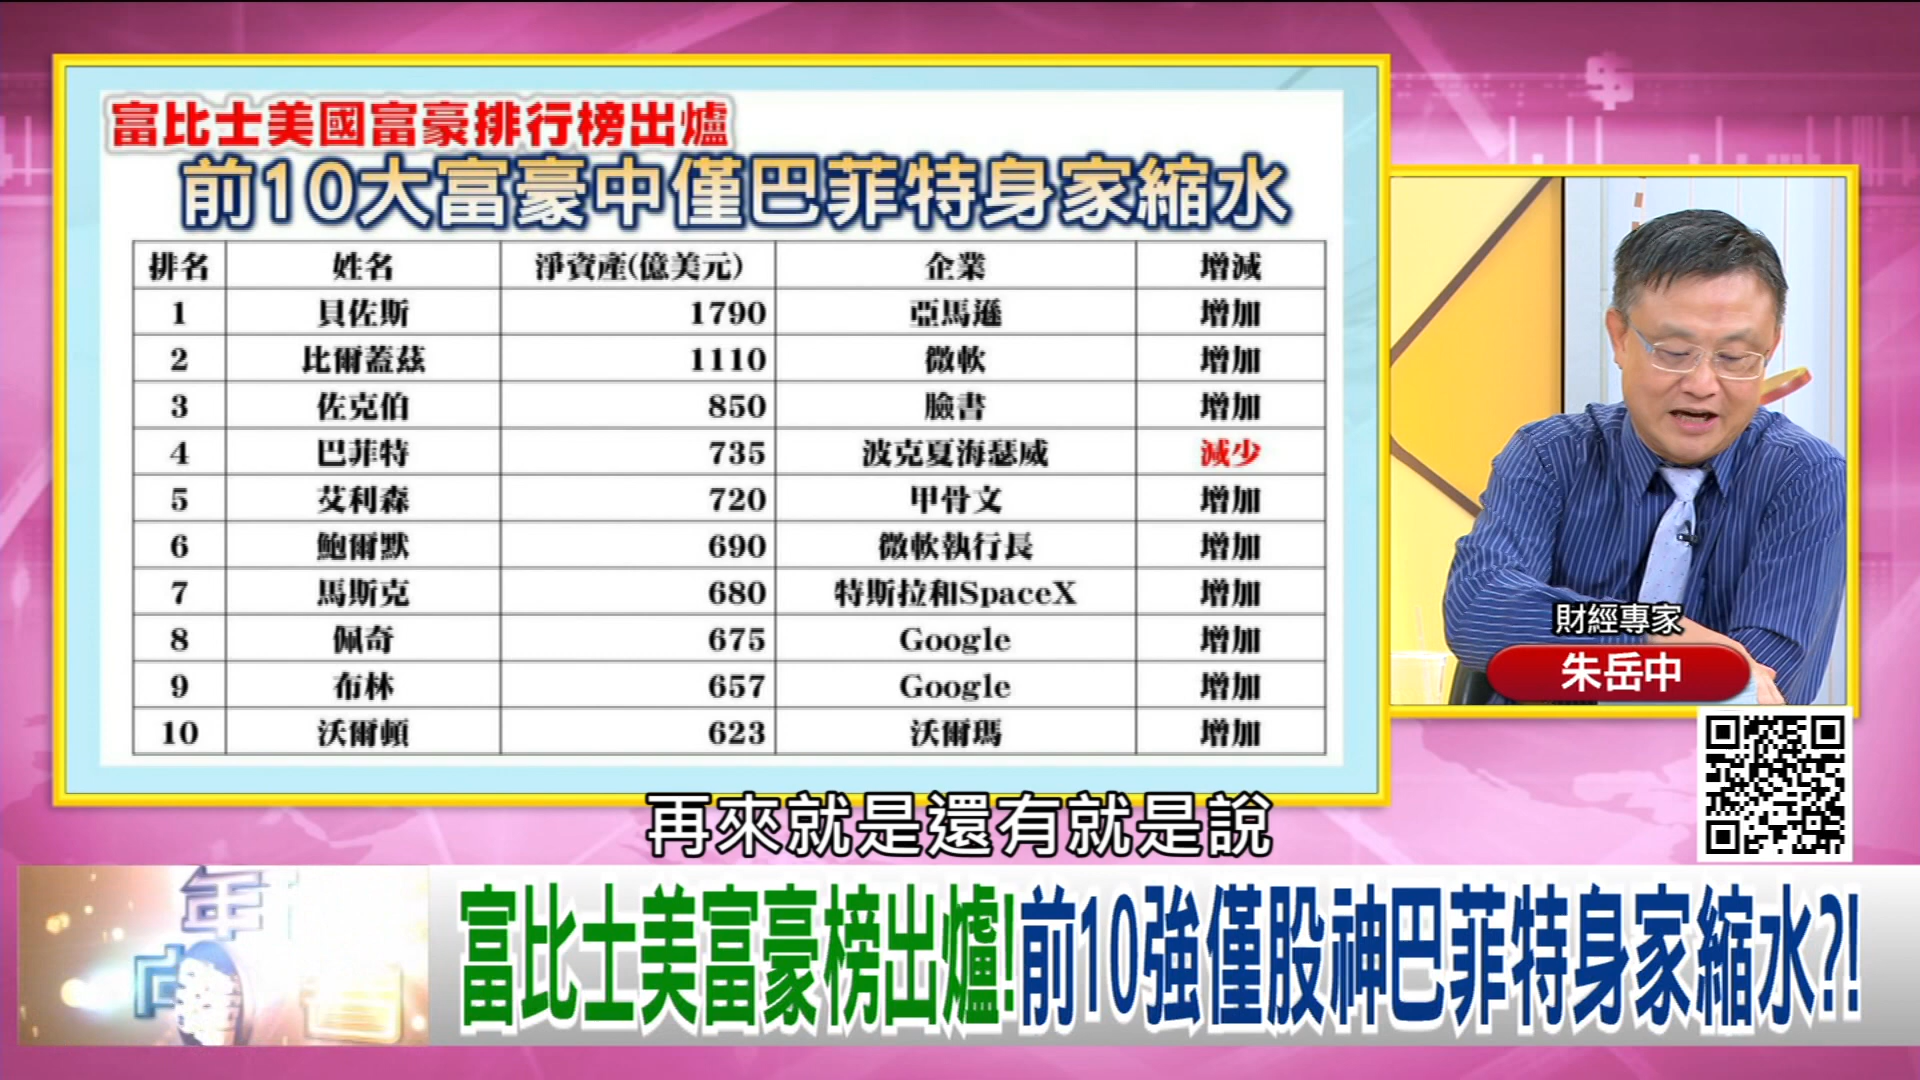 富比士美國富豪排行榜出爐
前10大富豪中僅巴菲特身家縮水
排名 姓名 淨資產(億美元) 企業 增減
1 貝佐斯 1790 亞馬遜 增加
2 比爾蓋茲 1110 微軟 增加
3 佐克伯 850 臉書 增加
4 巴菲特 735 波克夏海瑟威 減少
5 艾利森 720 甲骨文 增加
6 鮑爾默 690 微軟執行長 增加
7 馬斯克 680 特斯拉和SpaceX 增加
8 佩奇 675 Google 增加
9 布林 657 Google 增加
10 沃爾頓 623 沃爾瑪 增加
財經專家
朱岳中
再來就是還有就是說
年
富比士美富豪榜出爐!前10強僅股神巴菲特身家縮水?!